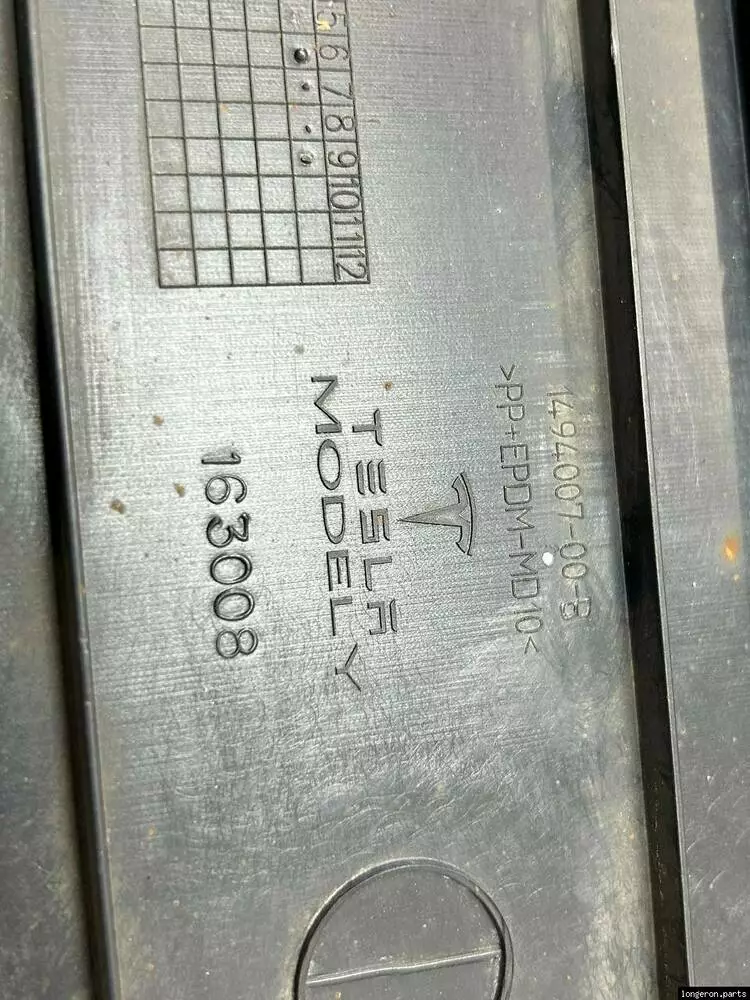 1494007-00-B
>PP+EPDM-MD10<
TESLA
MODEL Y
163008
5 6 7 8 9 10 11 12
longeron.parts